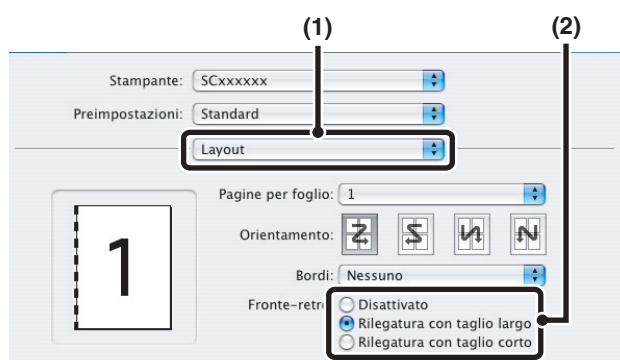 (1) (2)
Stampante: SCxxxxxx
Preimpostazioni: Standard
Layout
Pagine per foglio: 1
Orientamento:
1
Bordi: Nessuno
Fronte-retro Disattivato
Rilegatura con taglio largo
Rilegatura con taglio corto